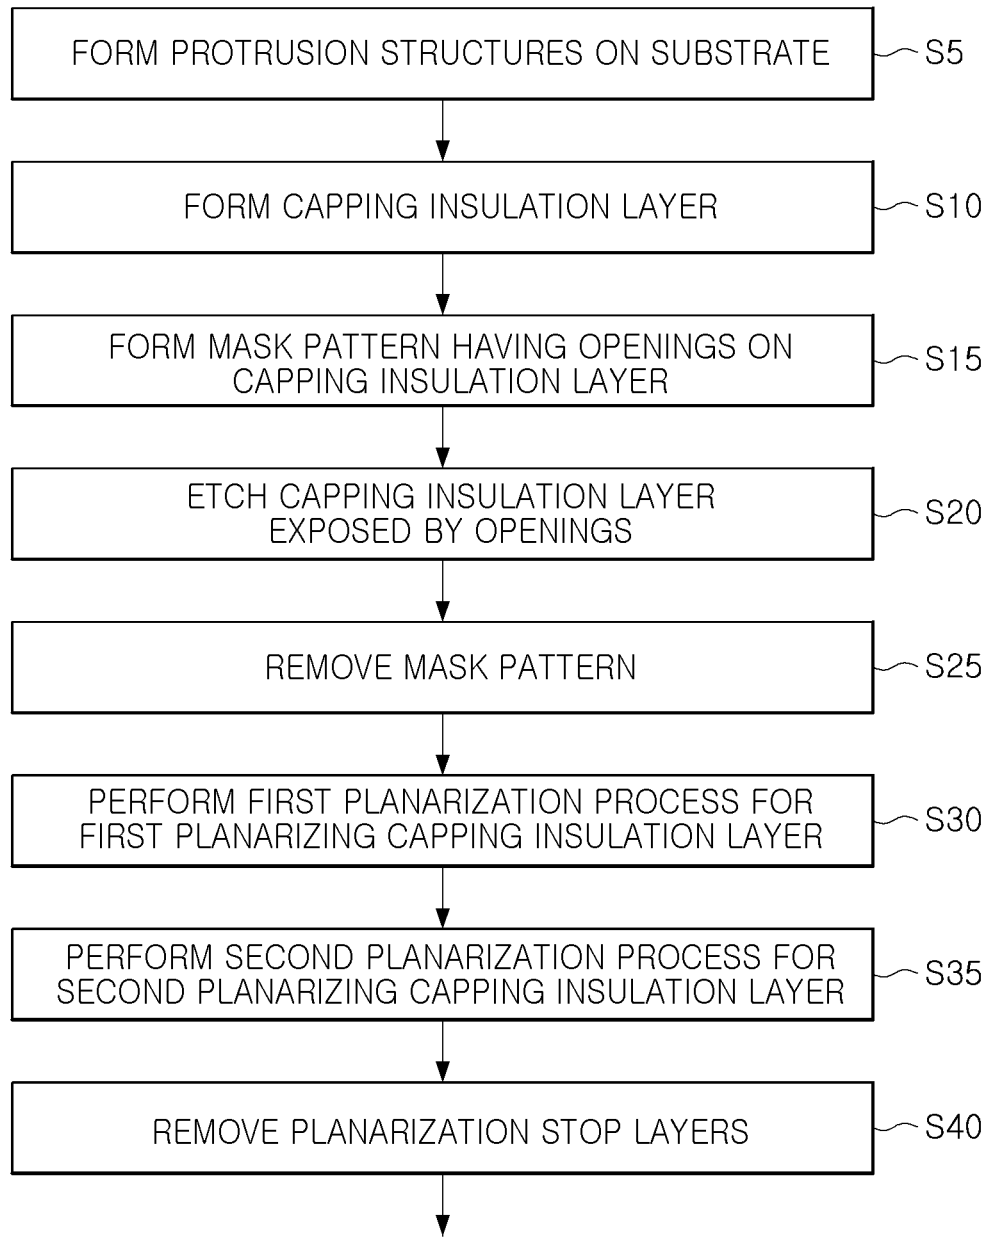 FORM PROTRUSION STRUCTURES ON SUBSTRATE
S5
FORM CAPPING INSULATION LAYER
S10
FORM MASK PATTERN HAVING OPENINGS ON
CAPPING INSULATION LAYER
S15
ETCH CAPPING INSULATION LAYER
EXPOSED BY OPENINGS
S20
REMOVE MASK PATTERN
S25
PERFORM FIRST PLANARIZATION PROCESS FOR
FIRST PLANARIZING CAPPING INSULATION LAYER
S30
PERFORM SECOND PLANARIZATION PROCESS FOR
SECOND PLANARIZING CAPPING INSULATION LAYER
S35
REMOVE PLANARIZATION STOP LAYERS
S40